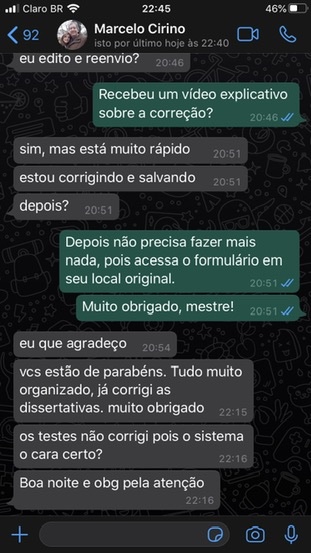 Claro BR 22:45 46%
92 Marcelo Cirino
isto por último hoje às 22:40
eu edito e reenvio? 20:46
Recebeu um vídeo explicativo
sobre a correção?
20:46
sim, mas está muito rápido 20:51
estou corrigindo e salvando 20:51
depois? 20:51
Depois não precisa fazer mais
nada, pois acessa o formulário em
seu local original.
20:51
Muito obrigado, mestre! 20:51
eu que agradeço 20:54
vcs estão de parabéns. Tudo muito
organizado, já corrigi as
dissertativas. muito obrigado
22:15
os testes não corrigi pois o sistema
o cara certo?
22:16
Boa noite e obg pela atenção
22:16